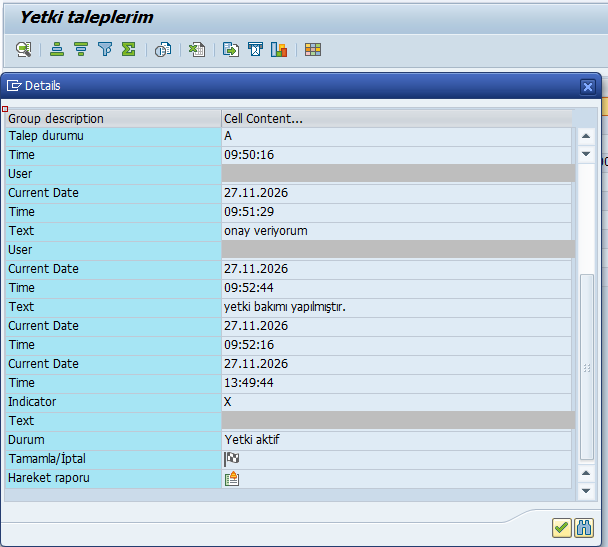 Yetki taleplerim
Details
Group description Cell Content...
Talep durumu A
Time 09:50:16
User
Current Date 27.11.2026
Time 09:51:29
Text onay veriyorum
User
Current Date 27.11.2026
Time 09:52:44
Text yetki bakımı yapılmıştır.
Current Date 27.11.2026
Time 09:52:16
Current Date 27.11.2026
Time 13:49:44
Indicator X
Text
Durum Yetki aktif
Tamamla/İptal
Hareket raporu